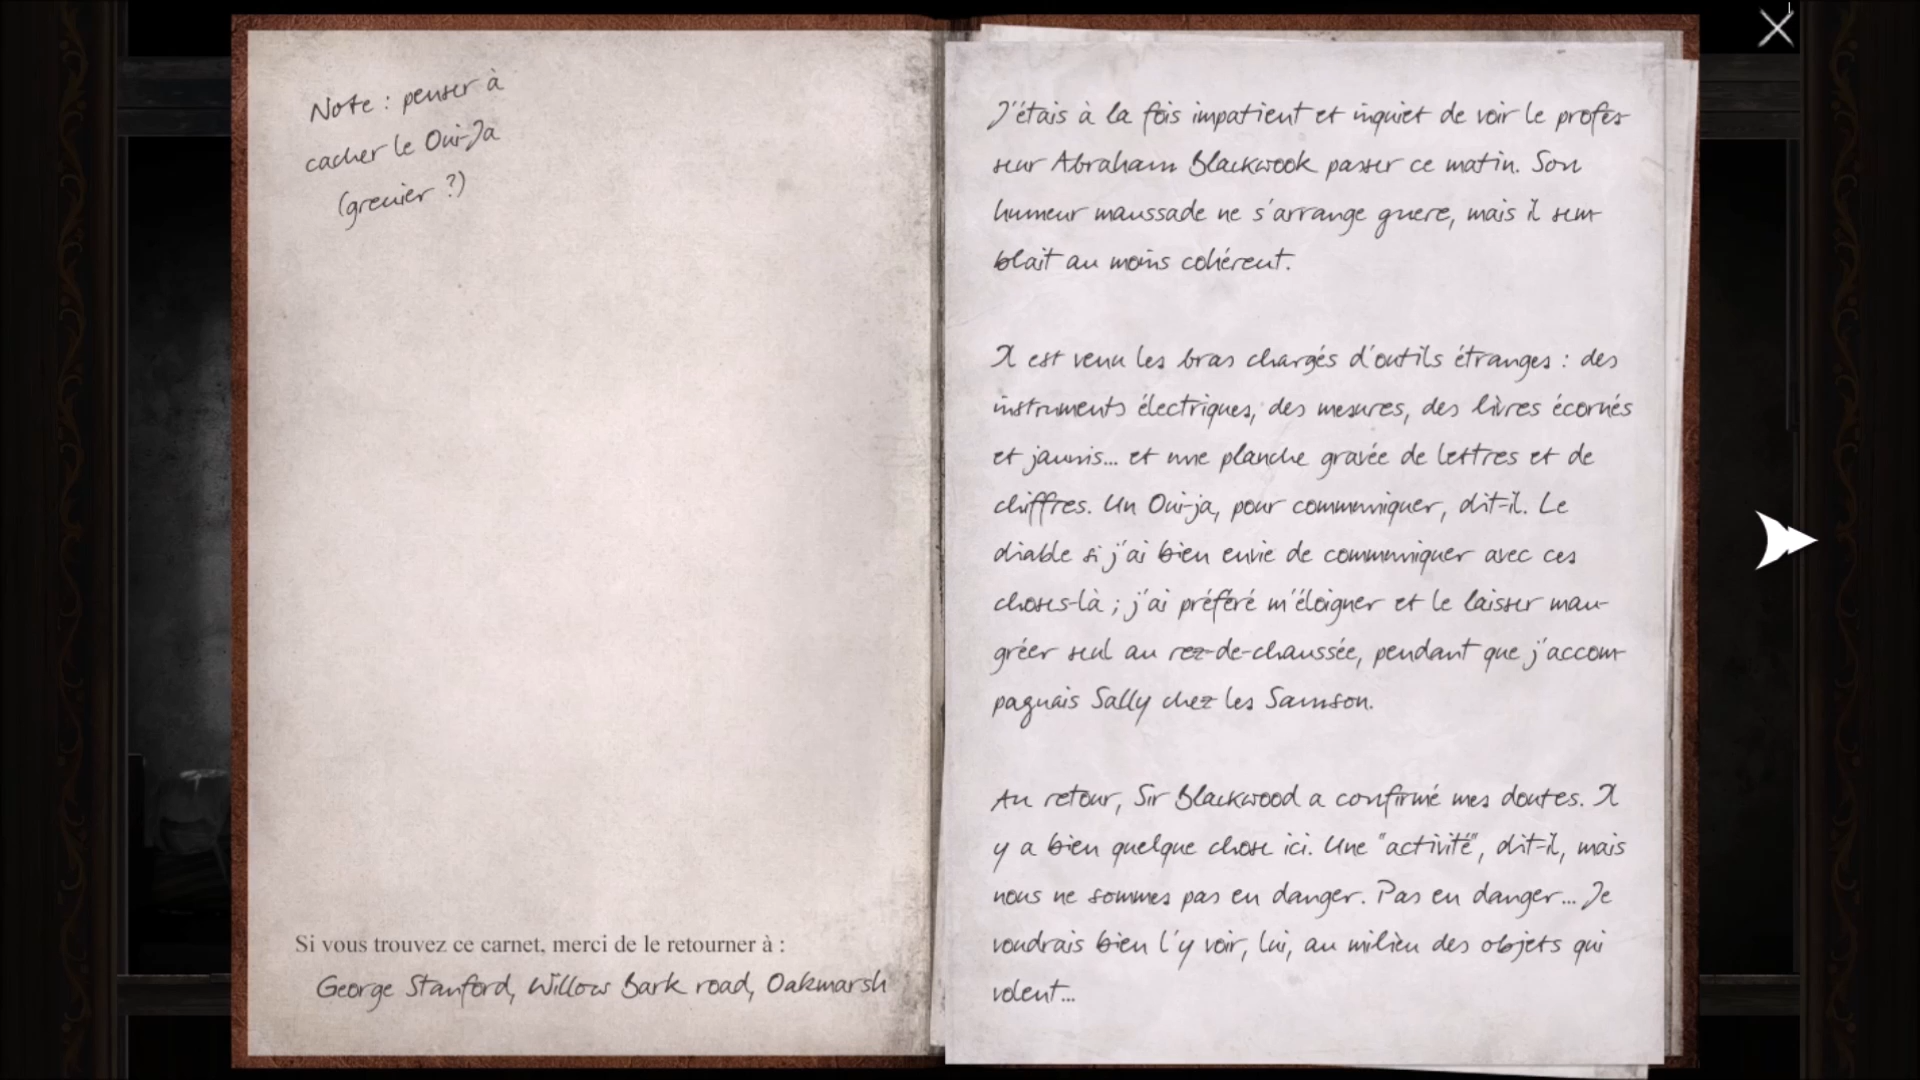 Note : penser à
cacher le Oui-Ja
(grenier ?)
Si vous trouvez ce carnet, merci de le retourner à :
George Stanford, Willow Bark road, Oakmarsh
J'étais à la fois impatient et inquiet de voir le profes-
seur Abraham Blackwook passer ce matin. Son
humeur maussade ne s'arrange guere, mais il sem-
blait au moins cohérent.
Il est venu les bras chargés d'outils étranges : des
instruments électriques, des mesures, des livres écornés
et jaunis... et une planche gravée de lettres et de
chiffres. Un Oui-ja, pour communiquer, dit-il. Le
diable si j'ai bien envie de communiquer avec ces
choses-là ; j'ai préféré m'éloigner et le laisser mau-
gréer seul au rez-de-chaussée, pendant que j'accom-
pagnais Sally chez les Samson.
Au retour, Sir Blackwood a confirmé mes doutes. Il
y a bien quelque chose ici. Une "activité", dit-il, mais
nous ne sommes pas en danger. Pas en danger... Je
voudrais bien l'y voir, lui, au milieu des objets qui
volent...